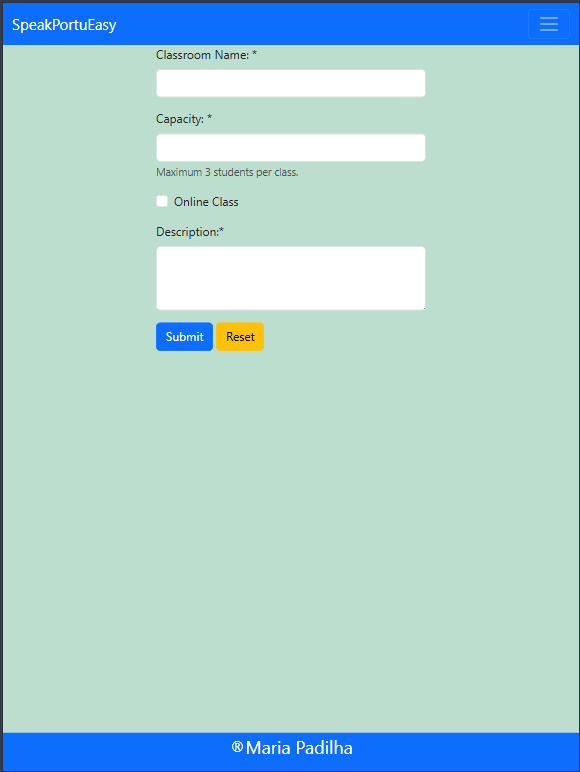 SpeakPortuEasy
Classroom Name: *
Capacity: *
Maximum 3 students per class.
Online Class
Description:*
Submit Reset
®Maria Padilha